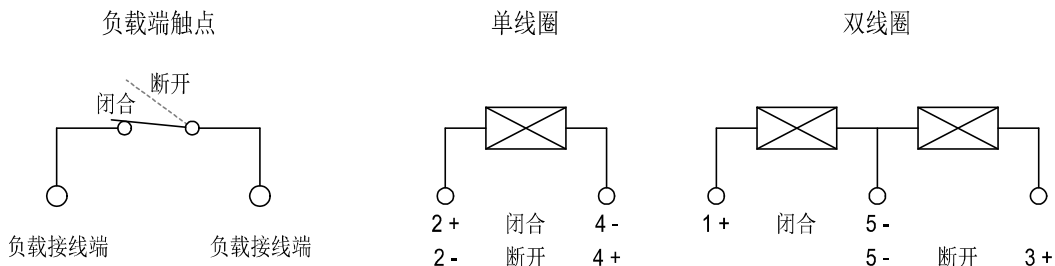 负载端触点 单线圈 双线圈
断开
闭合
2 + 闭合 4 - 1 + 闭合 5 -
负载接线端 负载接线端
2 - 断开 4 + 5 - 断开 3 +